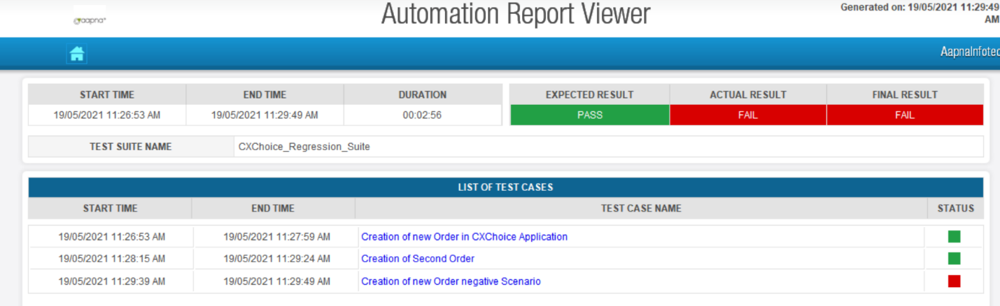 aapna
Automation Report Viewer
Generated on: 19/05/2021 11:29:49
AM
AapnaInfotec
START TIME END TIME DURATION EXPECTED RESULT ACTUAL RESULT FINAL RESULT
19/05/2021 11:26:53 AM 19/05/2021 11:29:49 AM 00:02:56 PASS FAIL FAIL
TEST SUITE NAME CXChoice_Regression_Suite
LIST OF TEST CASES
START TIME END TIME TEST CASE NAME STATUS
19/05/2021 11:26:53 AM 19/05/2021 11:27:59 AM Creation of new Order in CXChoice Application
19/05/2021 11:28:15 AM 19/05/2021 11:29:24 AM Creation of Second Order
19/05/2021 11:29:39 AM 19/05/2021 11:29:49 AM Creation of new Order negative Scenario